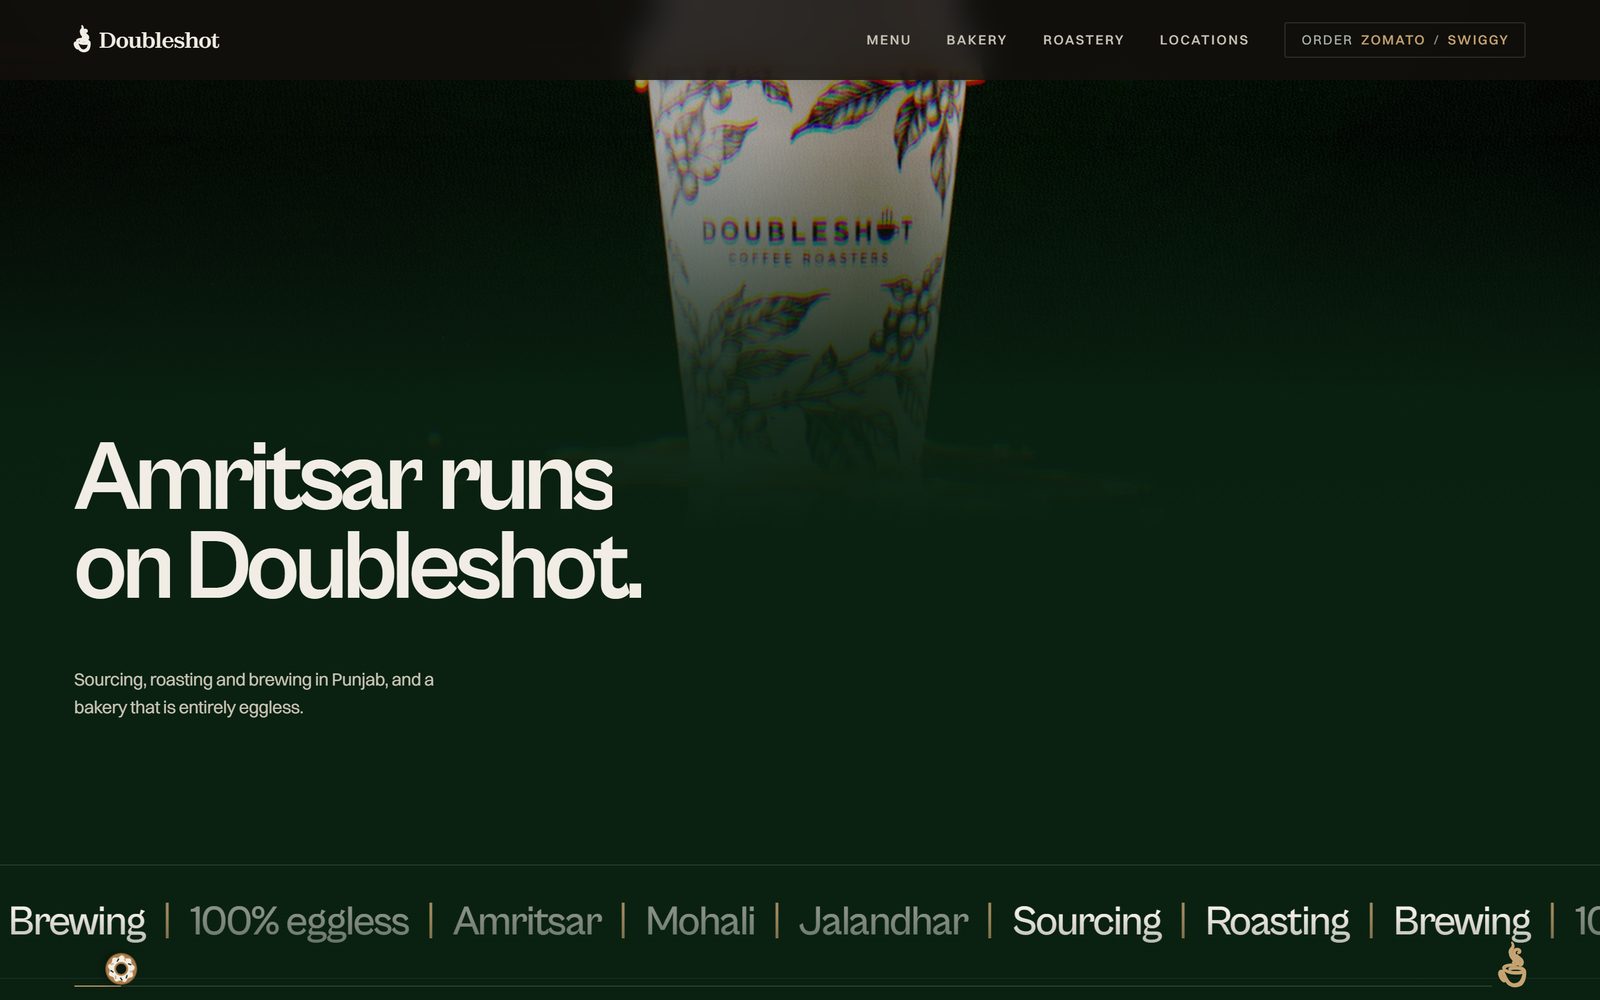 Doubleshot
MENU BAKERY ROASTERY LOCATIONS ORDER ZOMATO / SWIGGY
DOUBLESHOT
COFFEE ROASTERS
Amritsar runs
on Doubleshot.
Sourcing, roasting and brewing in Punjab, and a
bakery that is entirely eggless.
Brewing | 100% eggless | Amritsar | Mohali | Jalandhar | Sourcing | Roasting | Brewing | 10